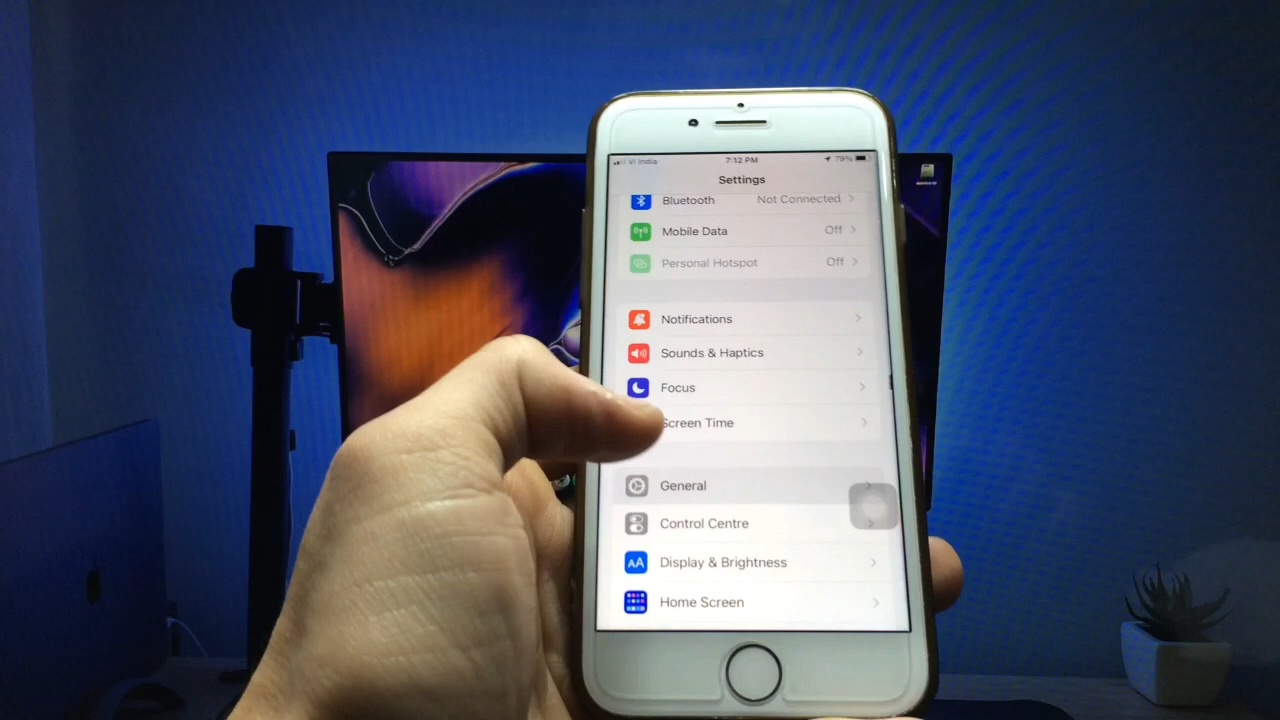 Vi India 7:12 PM 79%
Settings
Bluetooth Not Connected
Mobile Data Off
Personal Hotspot Off
Notifications
Sounds & Haptics
Focus
Screen Time
General
Control Centre
AA Display & Brightness
Home Screen